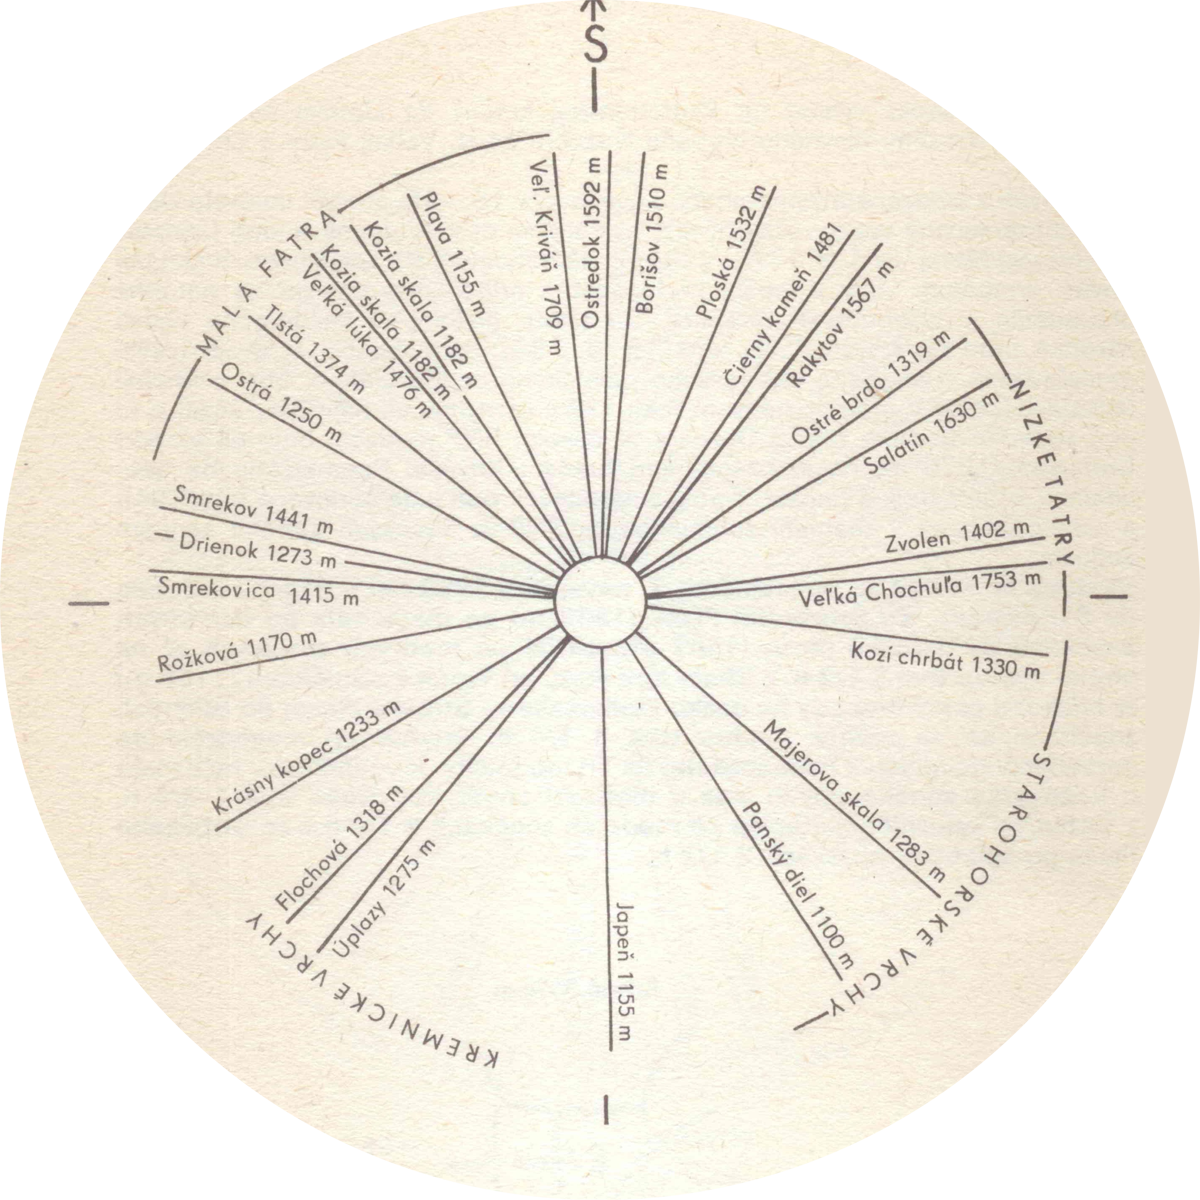 S
Veľ. Kriváň 1709 m
Ostredok 1592 m
Borišov 1510 m
Ploská 1532 m
Čierny kameň 1481
Rakytov 1567 m
Ostré brdo 1319 m
Salatín 1630 m
NÍZKE TATRY
Zvolen 1402 m
Veľká Chochuľa 1753 m
Kozí chrbát 1330 m
STAROHORSKÉ VRCHY
Majerova skala 1283 m
Panský diel 1100 m
Japeň 1155 m
KREMNICKÉ VRCHY
Úplazy 1275 m
Flochová 1318 m
Krásny kopec 1233 m
Rožková 1170 m
Smrekovica 1415 m
Drienok 1273 m
Smrekov 1441 m
MALÁ FATRA
Ostrá 1250 m
Tlstá 1374 m
Veľká lúka 1476 m
Kozia skala 1182 m
Kozia skala 1182 m
Plava 1155 m